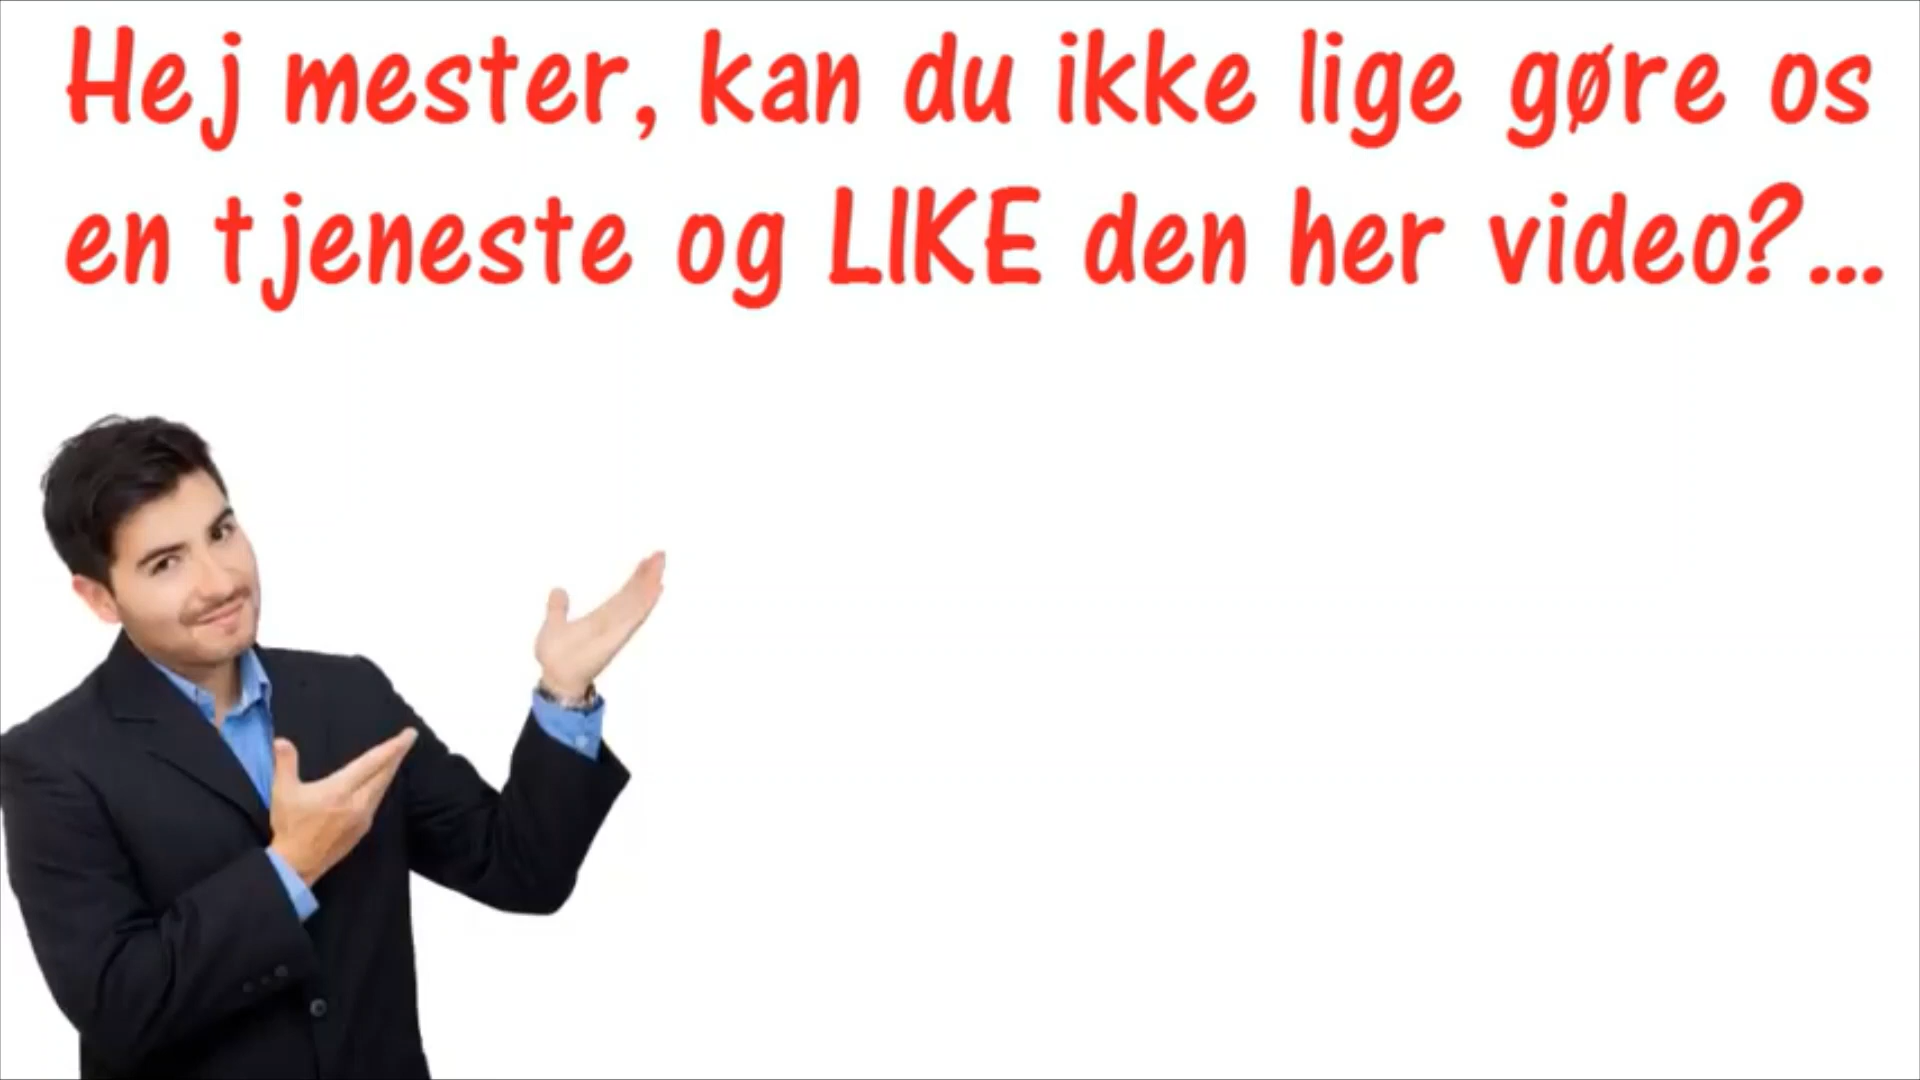 Hej mester, kan du ikke lige gøre os
en tjeneste og LIKE den her video?...